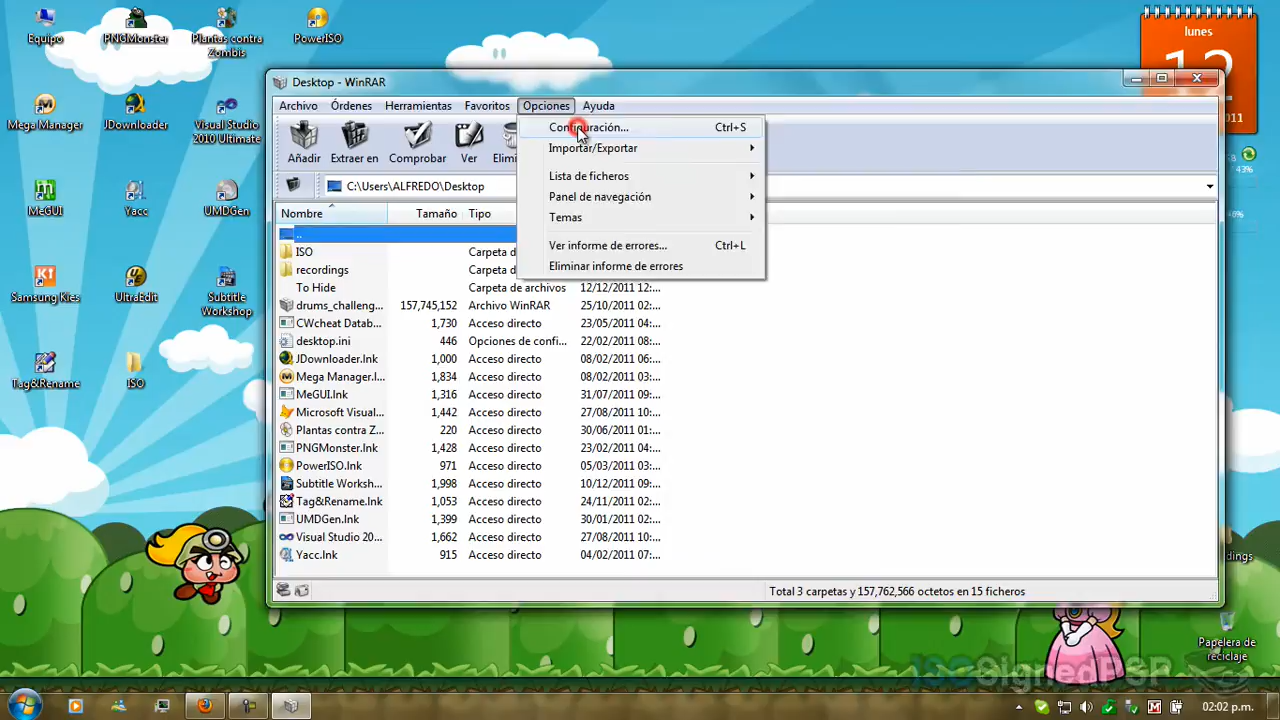 Equipo
PNGMonster
Plantas contra Zombis
PowerISO
Mega Manager
JDownloader
Visual Studio 2010 Ultimate
MeGUI
Yacc
UMDGen
Samsung Kies
UltraEdit
Subtitle Workshop
Tag&Rename
ISO
lunes
12
2011
43%
Desktop - WinRAR
Archivo Órdenes Herramientas Favoritos Opciones Ayuda
Añadir Extraer en Comprobar Ver Elimi
C:\Users\ALFREDO\Desktop
Nombre Tamaño Tipo
Configuración... Ctrl+S
Importar/Exportar
Lista de ficheros
Panel de navegación
Temas
Ver informe de errores... Ctrl+L
Eliminar informe de errores
..
ISO Carpeta d
recordings Carpeta d
To Hide Carpeta de archivos 12/12/2011 12:...
drums_challeng... 157,745,152 Archivo WinRAR 25/10/2011 02:...
CWcheat Datab... 1,730 Acceso directo 23/05/2011 04:...
desktop.ini 446 Opciones de confi... 22/02/2011 08:...
JDownloader.lnk 1,000 Acceso directo 08/02/2011 06:...
Mega Manager.l... 1,834 Acceso directo 08/02/2011 03:...
MeGUI.lnk 1,316 Acceso directo 31/07/2011 09:...
Microsoft Visual... 1,442 Acceso directo 27/08/2011 10:...
Plantas contra Z... 220 Acceso directo 30/06/2011 01:...
PNGMonster.lnk 1,428 Acceso directo 23/02/2011 04:...
PowerISO.lnk 971 Acceso directo 05/03/2011 03:...
Subtitle Worksh... 1,998 Acceso directo 10/12/2011 09:...
Tag&Rename.lnk 1,053 Acceso directo 24/11/2011 02:...
UMDGen.lnk 1,399 Acceso directo 30/01/2011 02:...
Visual Studio 20... 1,662 Acceso directo 27/08/2011 10:...
Yacc.lnk 915 Acceso directo 04/02/2011 07:...
Total 3 carpetas y 157,762,566 octetos en 15 ficheros
dings
Papelera de reciclaje
ISOSignedPSP
02:02 p.m.